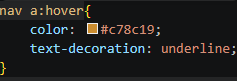 nav a:hover{
    color: #c78c19;
    text-decoration: underline;
}